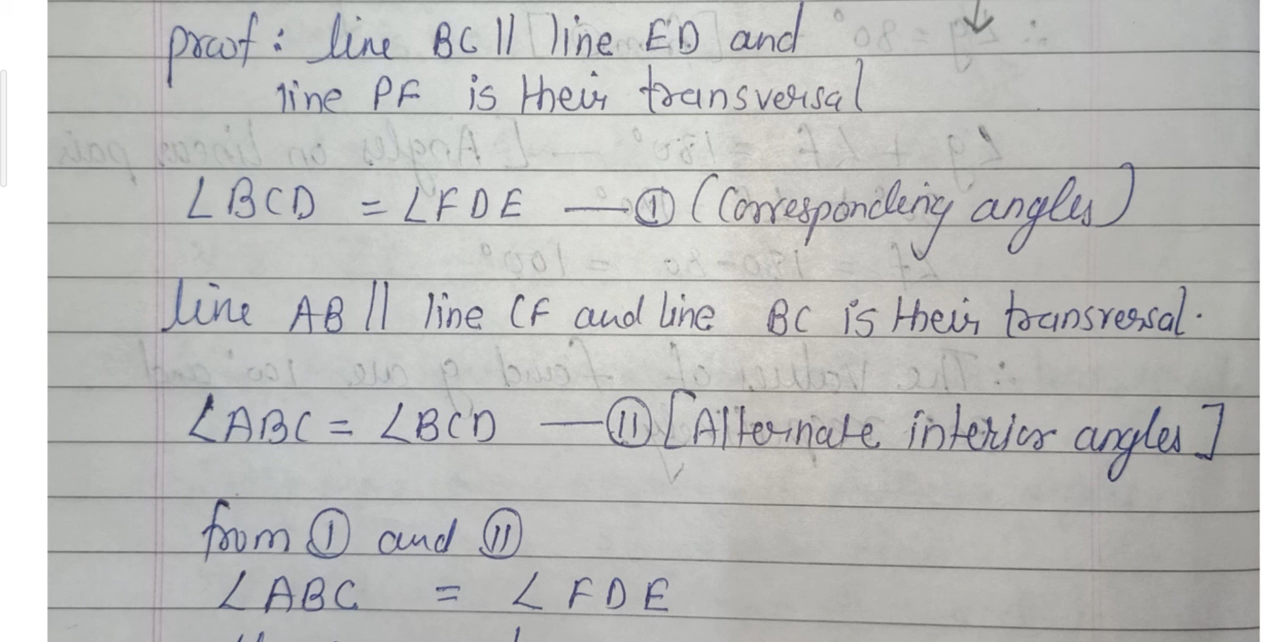 proof : line BC || line ED and
line PF is their transversal
∠BCD = ∠FDE — ① (Corresponding angles)
line AB || line CF and line BC is their transversal.
∠ABC = ∠BCD — ⑪ [Alternate interior angles]
from ① and ⑪
∠ABC = ∠FDE